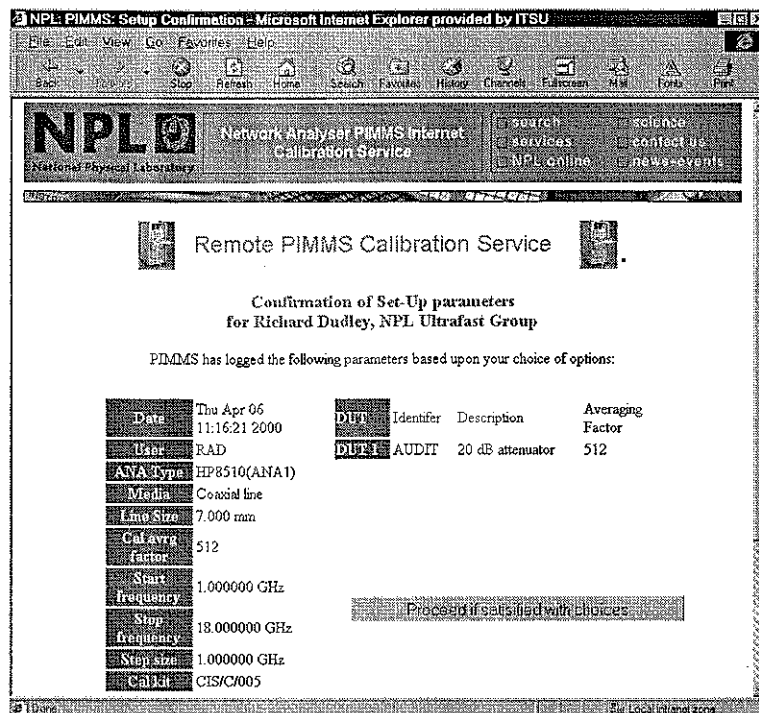 NPL: PIMMS: Setup Confirmation - Microsoft Internet Explorer provided by ITSU
File Edit View Go Favorites Help
Back Stop Refresh Home Search Favorites History Channels Fullscreen Mail Fonts Print
NPL
National Physical Laboratory
Network Analyser PIMMS Internet
Calibration Service
search science
services contact us
NPL online news-events
Remote PIMMS Calibration Service
Confirmation of Set-Up parameters
for Richard Dudley, NPL Ultrafast Group
PIMMS has logged the following parameters based upon your choice of options:
Date Thu Apr 06
11:16:21 2000
User RAD
ANA Type HP8510(ANA1)
Media Coaxial line
Line Size 7.000 mm
Cal avrg
factor 512
Start
frequency 1.000000 GHz
Stop
frequency 18.000000 GHz
Step size 1.000000 GHz
Cal kit CIS/C/005
DUT Identifer Description Averaging
Factor
DUT 1 AUDIT 20 dB attenuator 512
Proceed if satisified with choices
Done Local intranet zone